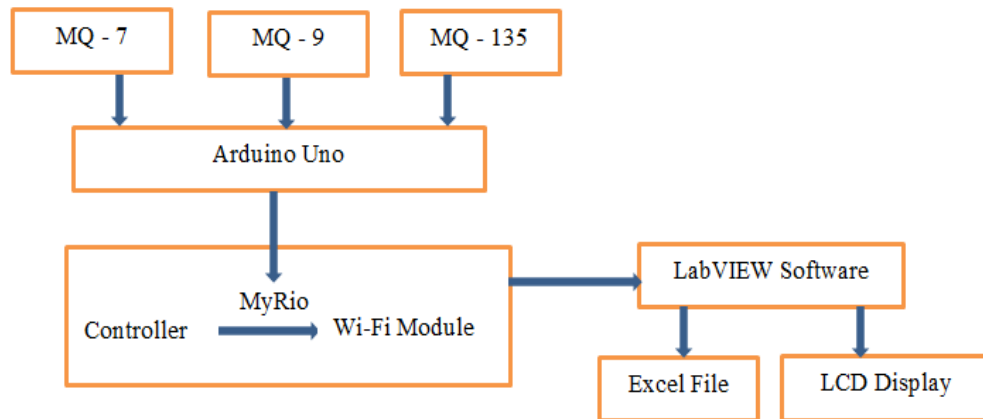 MQ - 7
MQ - 9
MQ - 135
Arduino Uno
MyRio
Controller
Wi-Fi Module
LabVIEW Software
Excel File
LCD Display